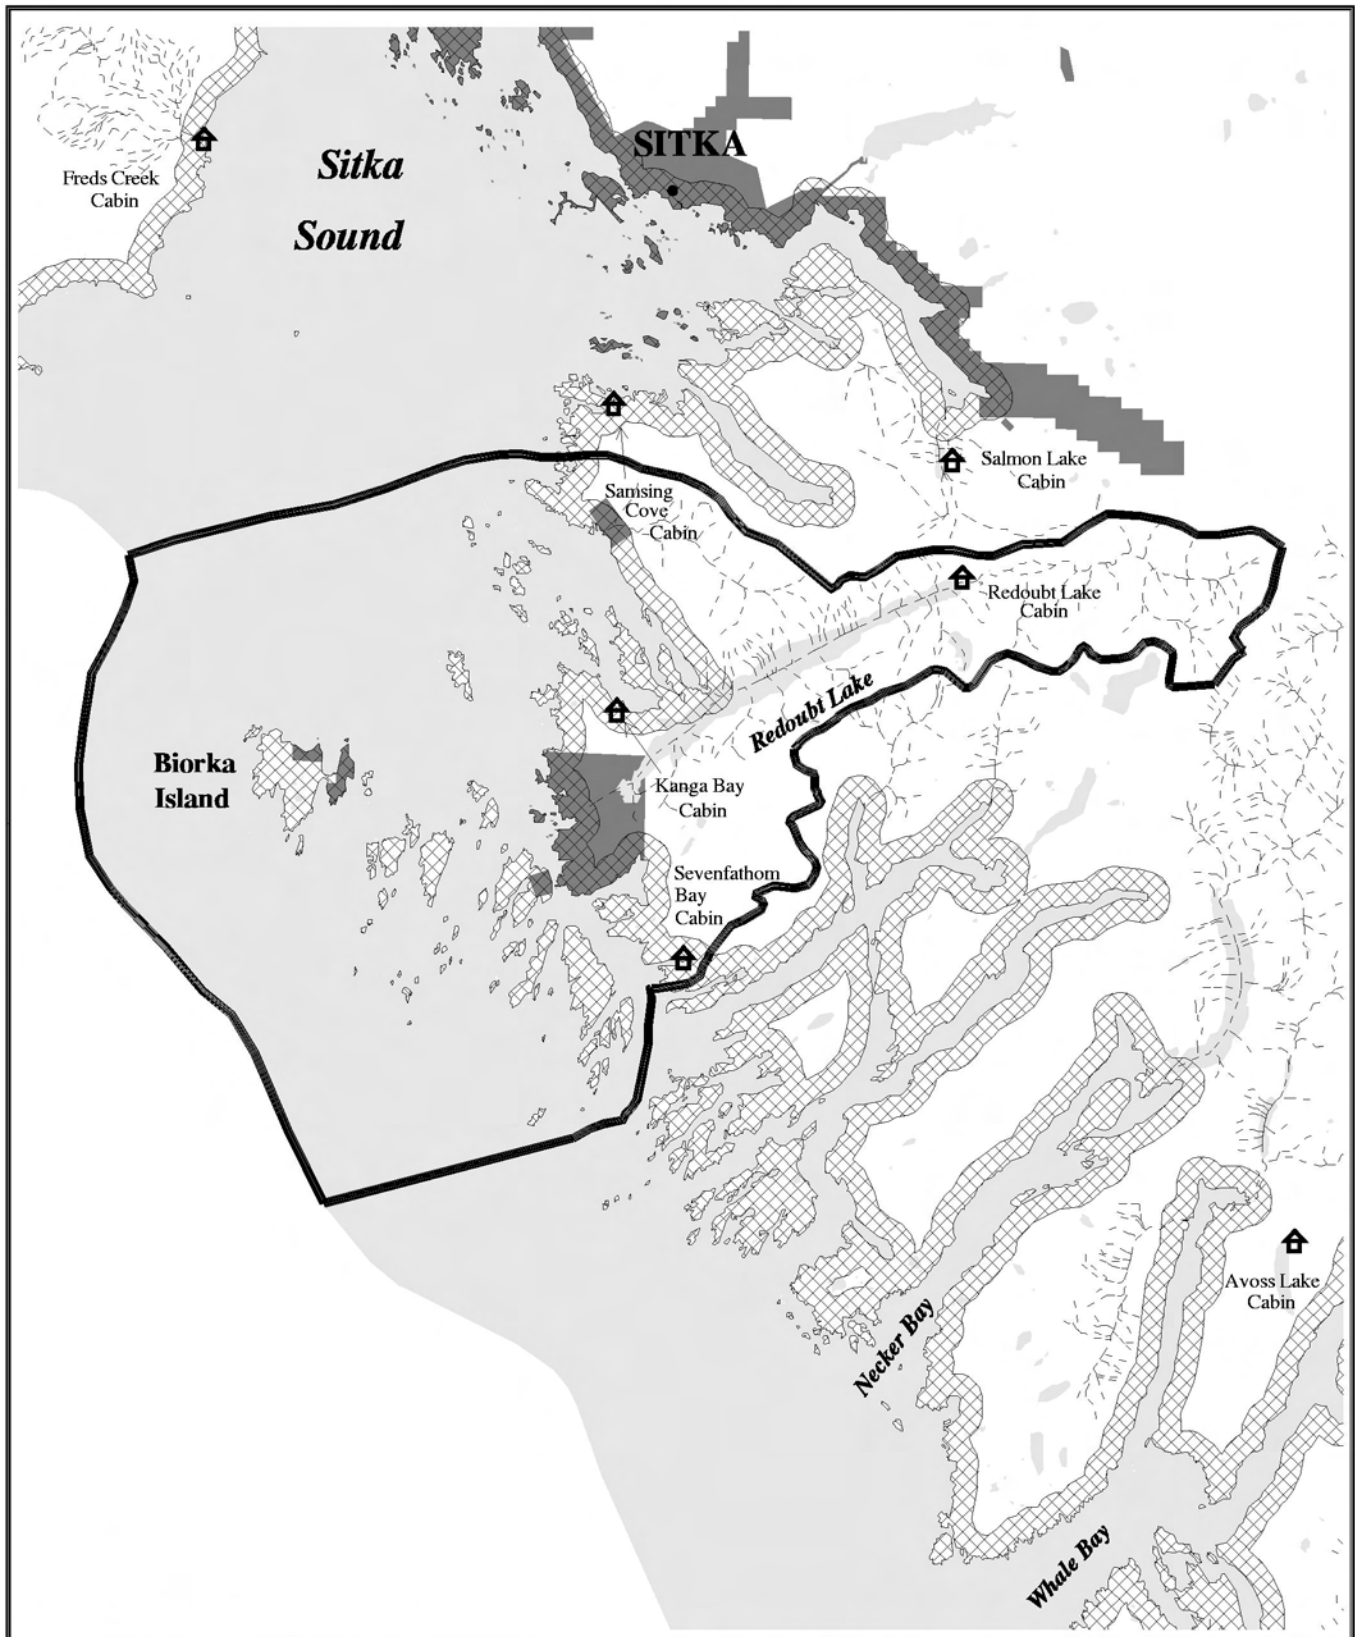 SITKA
Sitka
Sound
Freds Creek
Cabin
Salmon Lake
Cabin
Samsing
Cove
Cabin
Redoubt Lake
Cabin
Redoubt Lake
Biorka
Island
Kanga Bay
Cabin
Sevenfathom
Bay
Cabin
Avoss Lake
Cabin
Necker Bay
Whale Bay